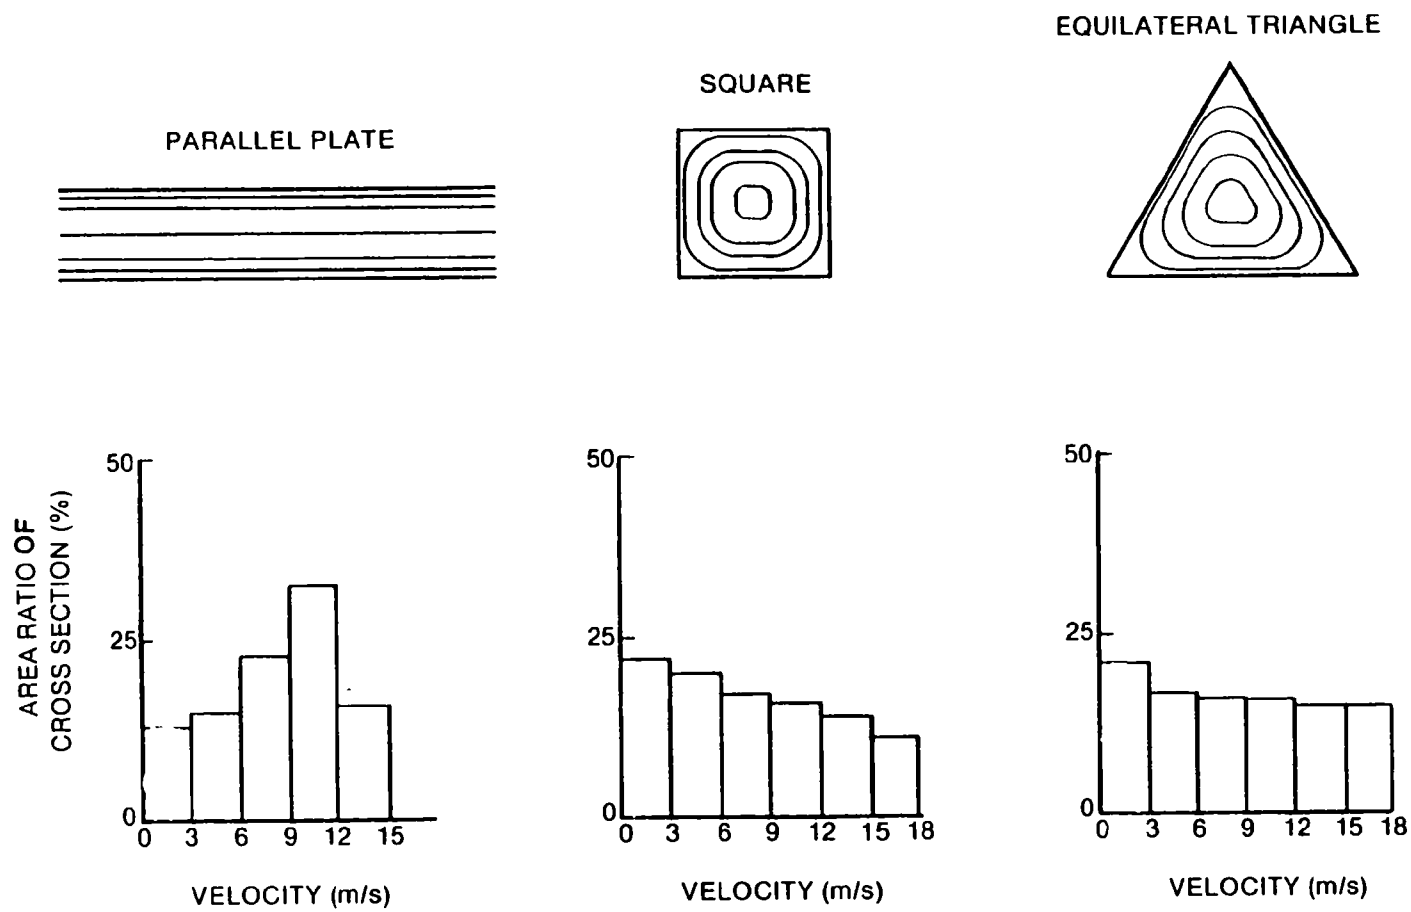 EQUILATERAL TRIANGLE
SQUARE
PARALLEL PLATE
AREA RATIO OF
CROSS SECTION (%)
50
25
0
0 3 6 9 12 15
VELOCITY (m/s)
50
25
0
0 3 6 9 12 15 18
VELOCITY (m/s)
50
25
0
0 3 6 9 12 15 18
VELOCITY (m/s)